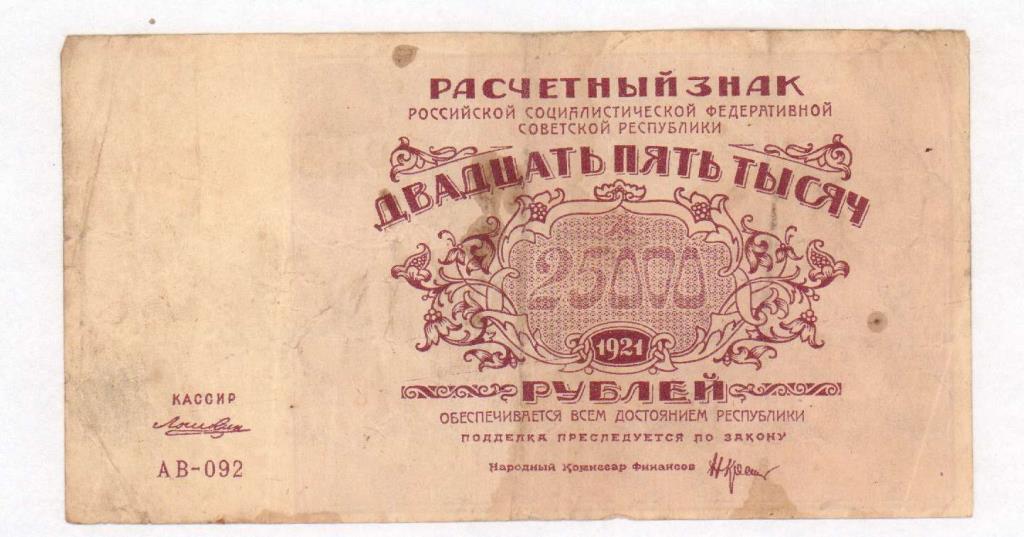 РАСЧЕТНЫЙ ЗНАК
РОССИЙСКОЙ СОЦИАЛИСТИЧЕСКОЙ ФЕДЕРАТИВНОЙ
СОВЕТСКОЙ РЕСПУБЛИКИ
ДВАДЦАТЬ ПЯТЬ ТЫСЯЧ
25000
1921
РУБЛЕЙ
ОБЕСПЕЧИВАЕТСЯ ВСЕМ ДОСТОЯНИЕМ РЕСПУБЛИКИ
ПОДДЕЛКА ПРЕСЛЕДУЕТСЯ ПО ЗАКОНУ
Народный Комиссар Финансов
КАССИР
АВ-092